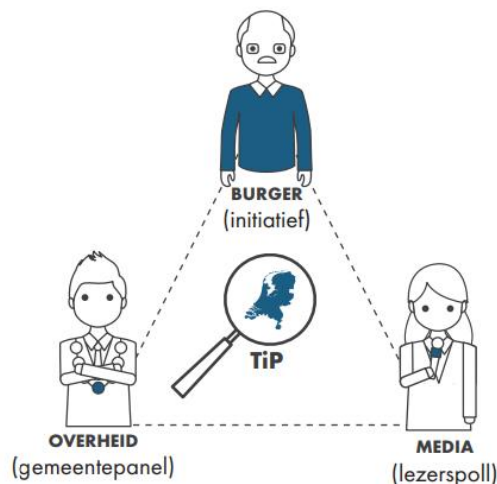 BURGER
(initiatief)
TiP
OVERHEID
(gemeentepanel)
MEDIA
(lezerspoll)